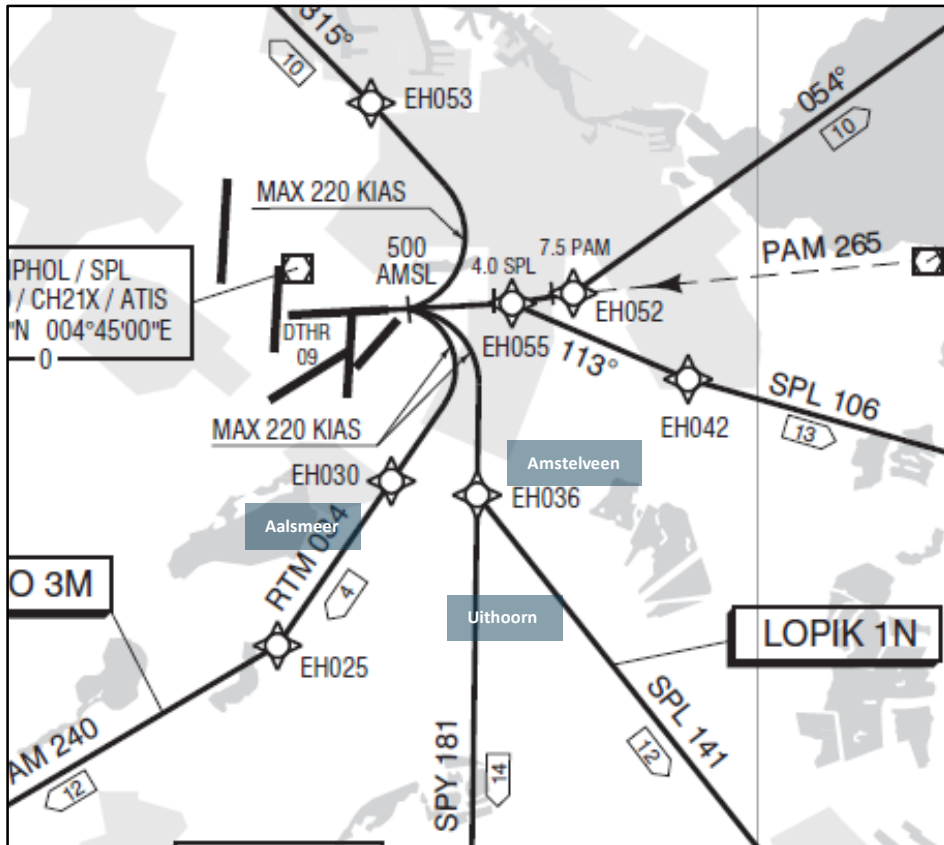 315°
10
EH053
054°
10
MAX 220 KIAS
500
AMSL
7.5 PAM
4.0 SPL
PAM 265
IPHOL / SPL
/ CH21X / ATIS
"N 004°45'00"E
0
DTHR
09
EH052
EH055
113°
EH042
SPL 106
13
MAX 220 KIAS
EH030
Amstelveen
EH036
Aalsmeer
RTM 034
4
O 3M
Uithoorn
LOPIK 1N
EH025
SPL 141
12
AM 240
12
SPY 181
14